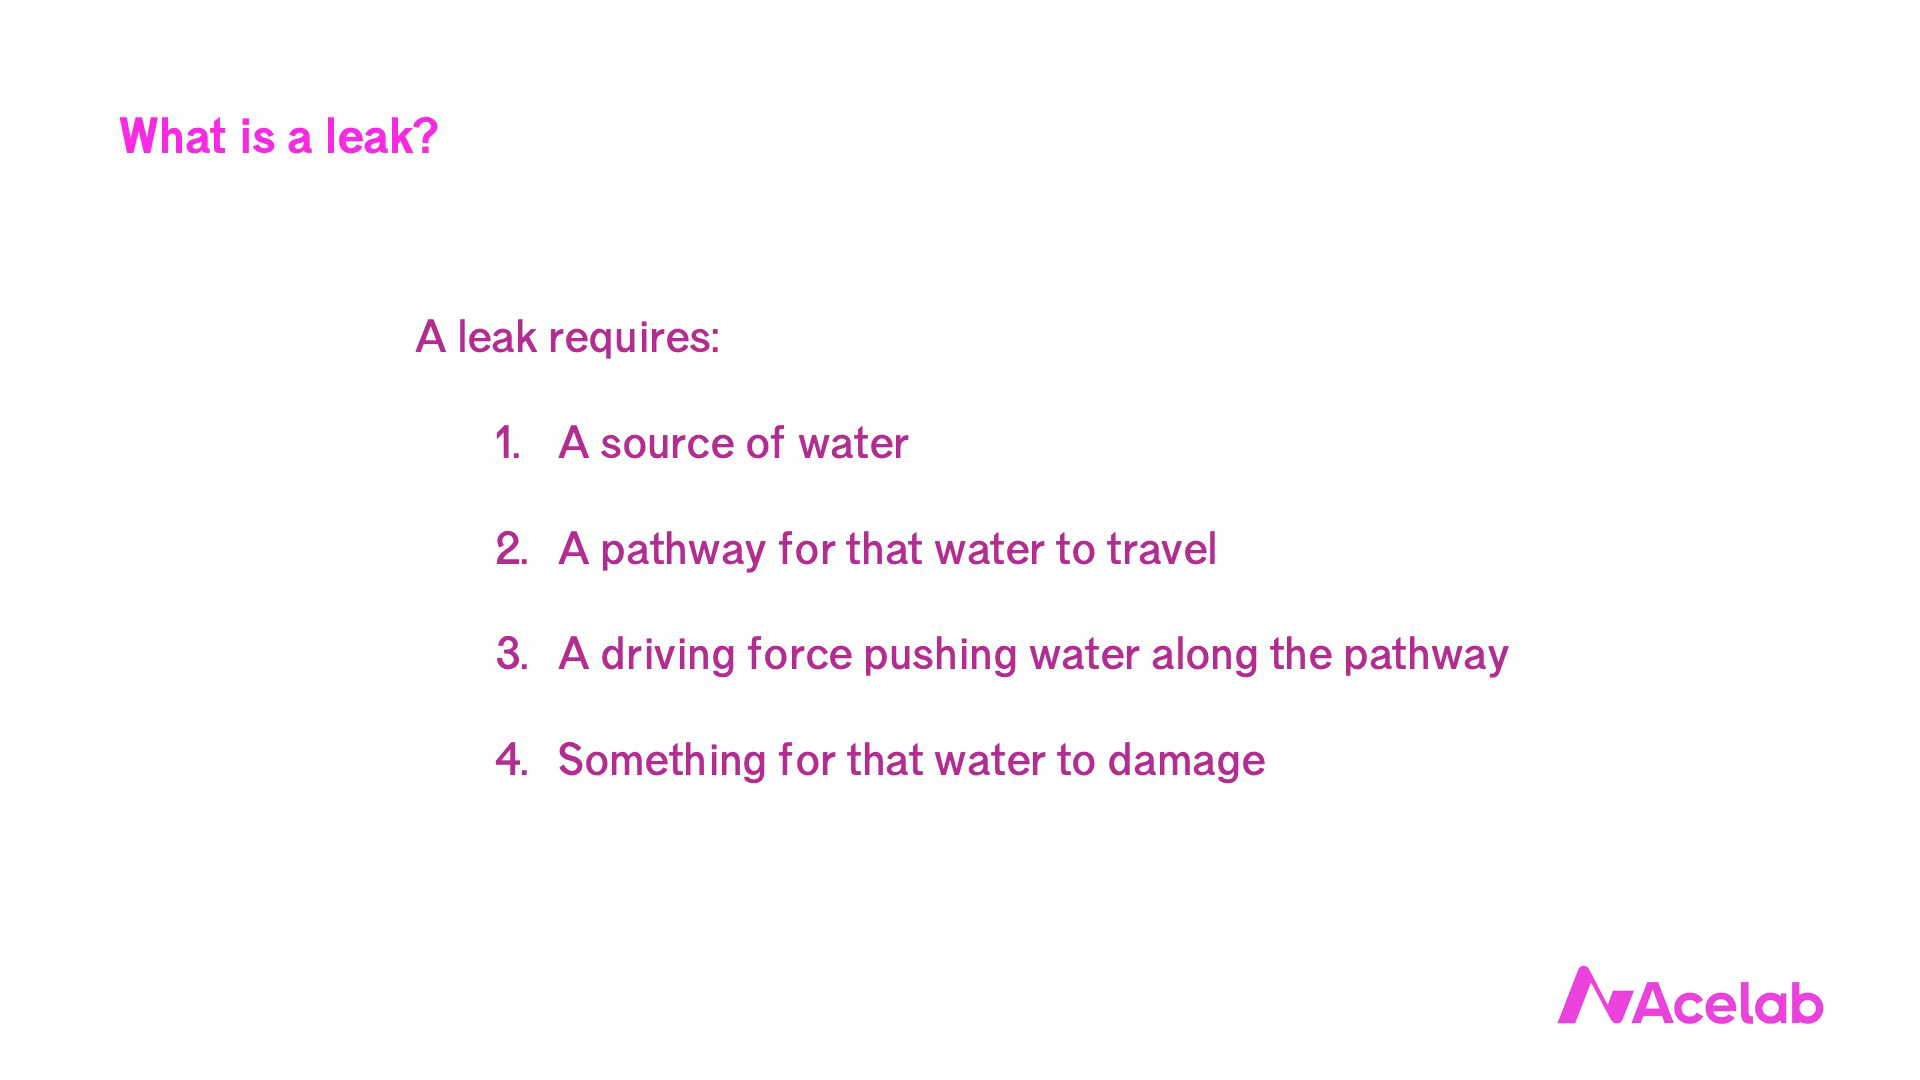 What is a leak?
A leak requires:
1. A source of water
2. A pathway for that water to travel
3. A driving force pushing water along the pathway
4. Something for that water to damage
Acelab